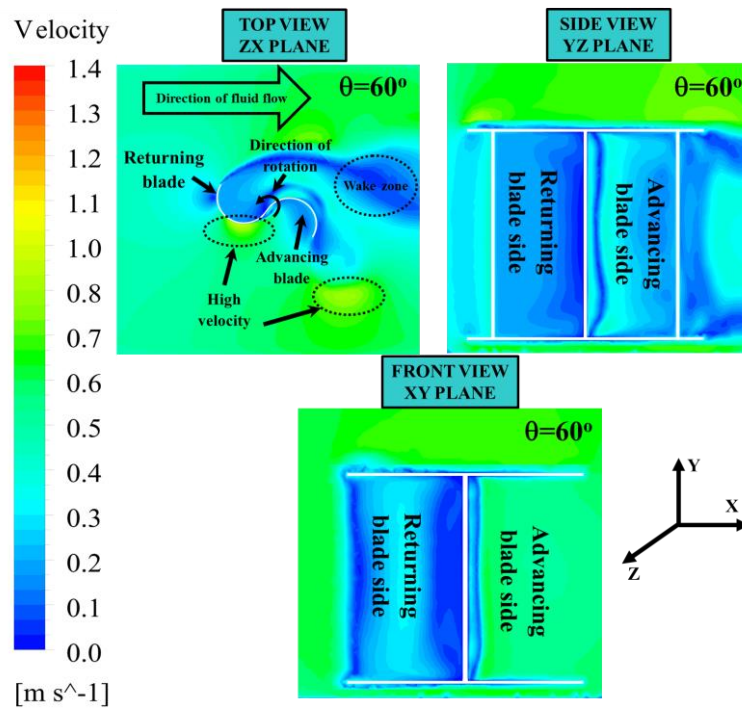 Velocity
1.4
1.3
1.2
1.1
1.0
0.9
0.8
0.7
0.6
0.5
0.4
0.3
0.2
0.1
0.0
[m s^-1]
TOP VIEW
ZX PLANE
Direction of fluid flow
θ=60º
Returning
blade
Direction of
rotation
Wake zone
Advancing
blade
High
velocity
SIDE VIEW
YZ PLANE
θ=60º
Returning
blade side
Advancing
blade side
FRONT VIEW
XY PLANE
θ=60º
Returning
blade side
Advancing
blade side
Y
X
Z